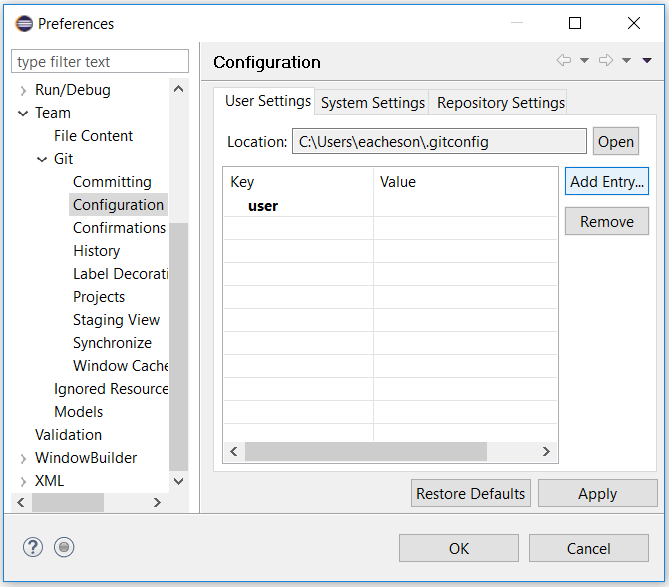 Preferences
type filter text
Run/Debug
Team
File Content
Git
Committing
Configuration
Confirmations
History
Label Decorati
Projects
Staging View
Synchronize
Window Cache
Ignored Resource
Models
Validation
WindowBuilder
XML
Configuration
User Settings System Settings Repository Settings
Location: C:\Users\eacheson\.gitconfig Open
Key Value Add Entry...
user
Remove
Restore Defaults Apply
? OK Cancel